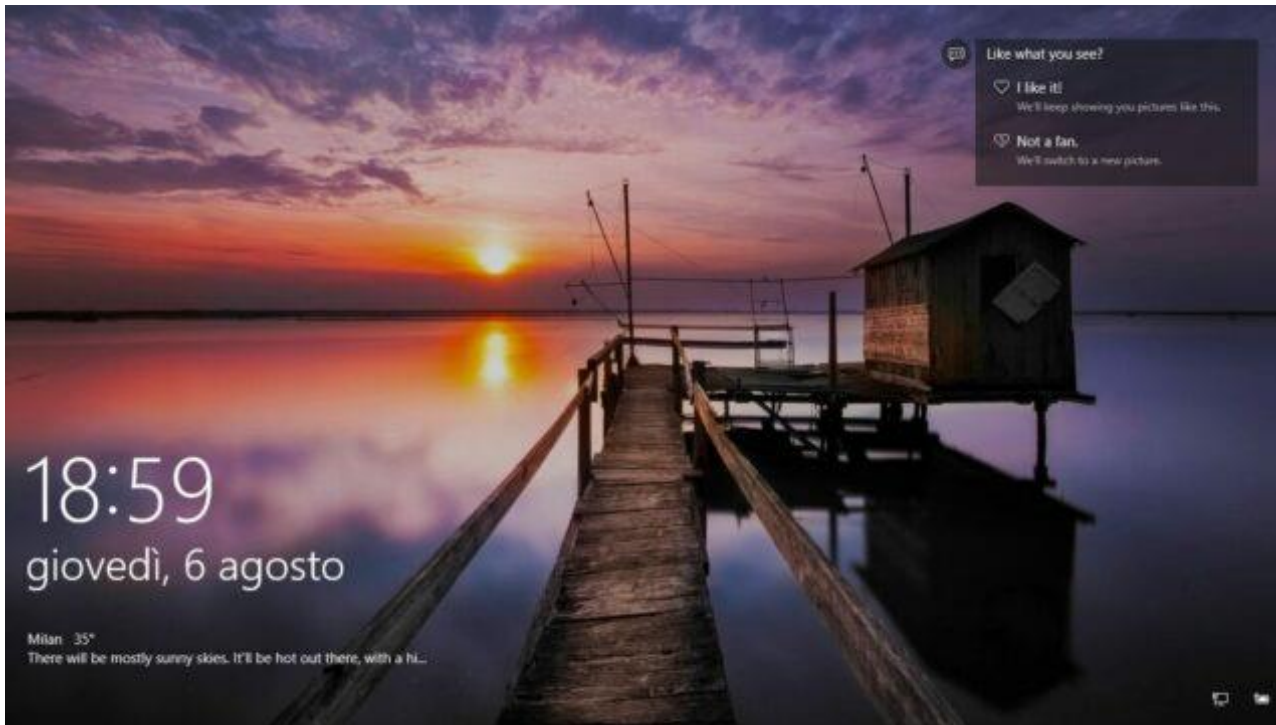 Like what you see?
I like it!
We'll keep showing you pictures like this.
Not a fan.
We'll switch to a new picture.
18:59
giovedì, 6 agosto
Milan 35°
There will be mostly sunny skies. It'll be hot out there, with a hi...